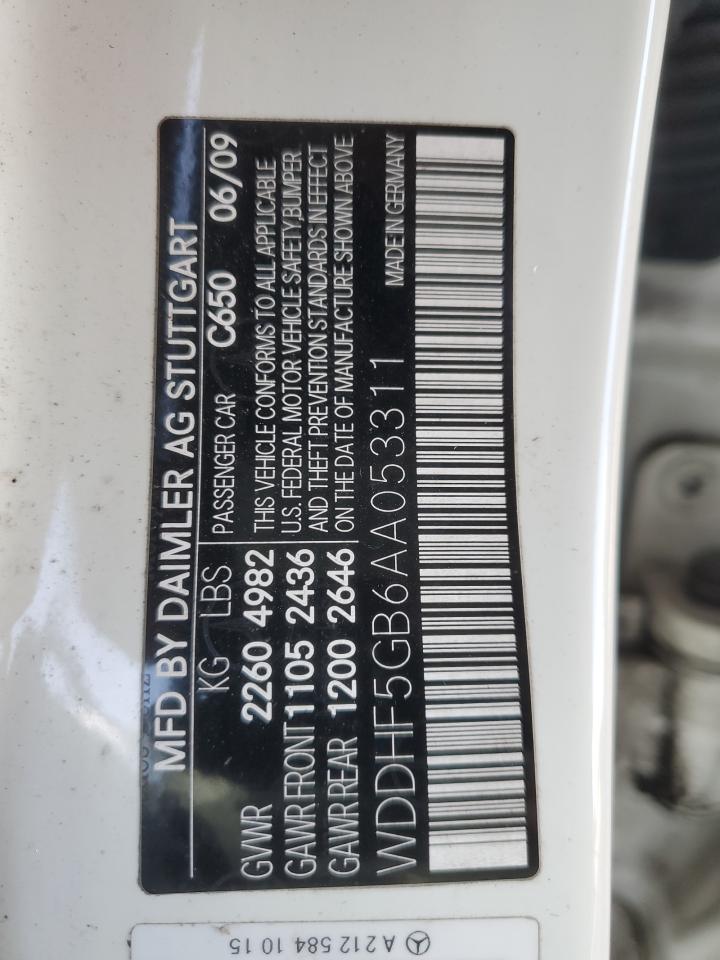 MFD BY DAIMLER AG STUTTGART
KG LBS PASSENGER CAR C650 06/09
GVWR 2260 4982 THIS VEHICLE CONFORMS TO ALL APPLICABLE
U.S. FEDERAL MOTOR VEHICLE SAFETY, BUMPER
GAWR FRONT 1105 2436 AND THEFT PREVENTION STANDARDS IN EFFECT
GAWR REAR 1200 2646 ON THE DATE OF MANUFACTURE SHOWN ABOVE
WDDHF5GB6AA053311 MADE IN GERMANY
A 212 584 10 15